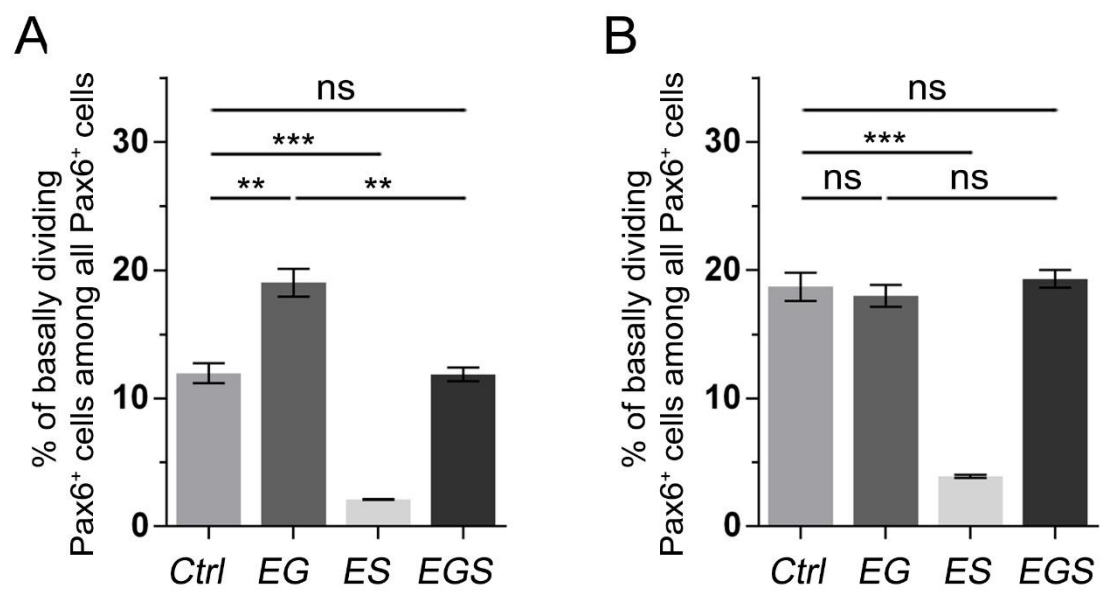 A
% of basally dividing
Pax6⁺ cells among all Pax6⁺ cells
30
20
10
0
ns
***
**
**
Ctrl
EG
ES
EGS
B
% of basally dividing
Pax6⁺ cells among all Pax6⁺ cells
30
20
10
0
ns
***
ns
ns
Ctrl
EG
ES
EGS